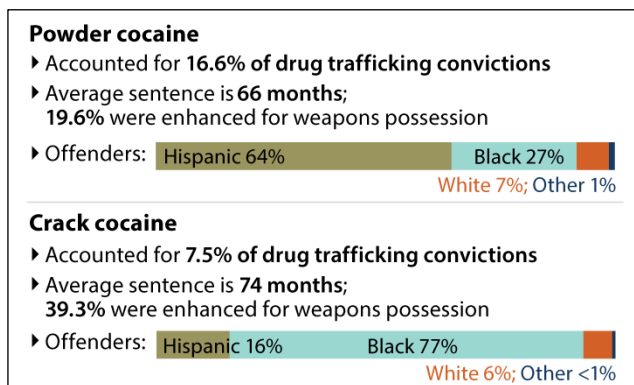 Powder cocaine
▸ Accounted for 16.6% of drug trafficking convictions
▸ Average sentence is 66 months;
19.6% were enhanced for weapons possession
▸ Offenders: Hispanic 64% Black 27%
White 7%; Other 1%
Crack cocaine
▸ Accounted for 7.5% of drug trafficking convictions
▸ Average sentence is 74 months;
39.3% were enhanced for weapons possession
▸ Offenders: Hispanic 16% Black 77%
White 6%; Other <1%